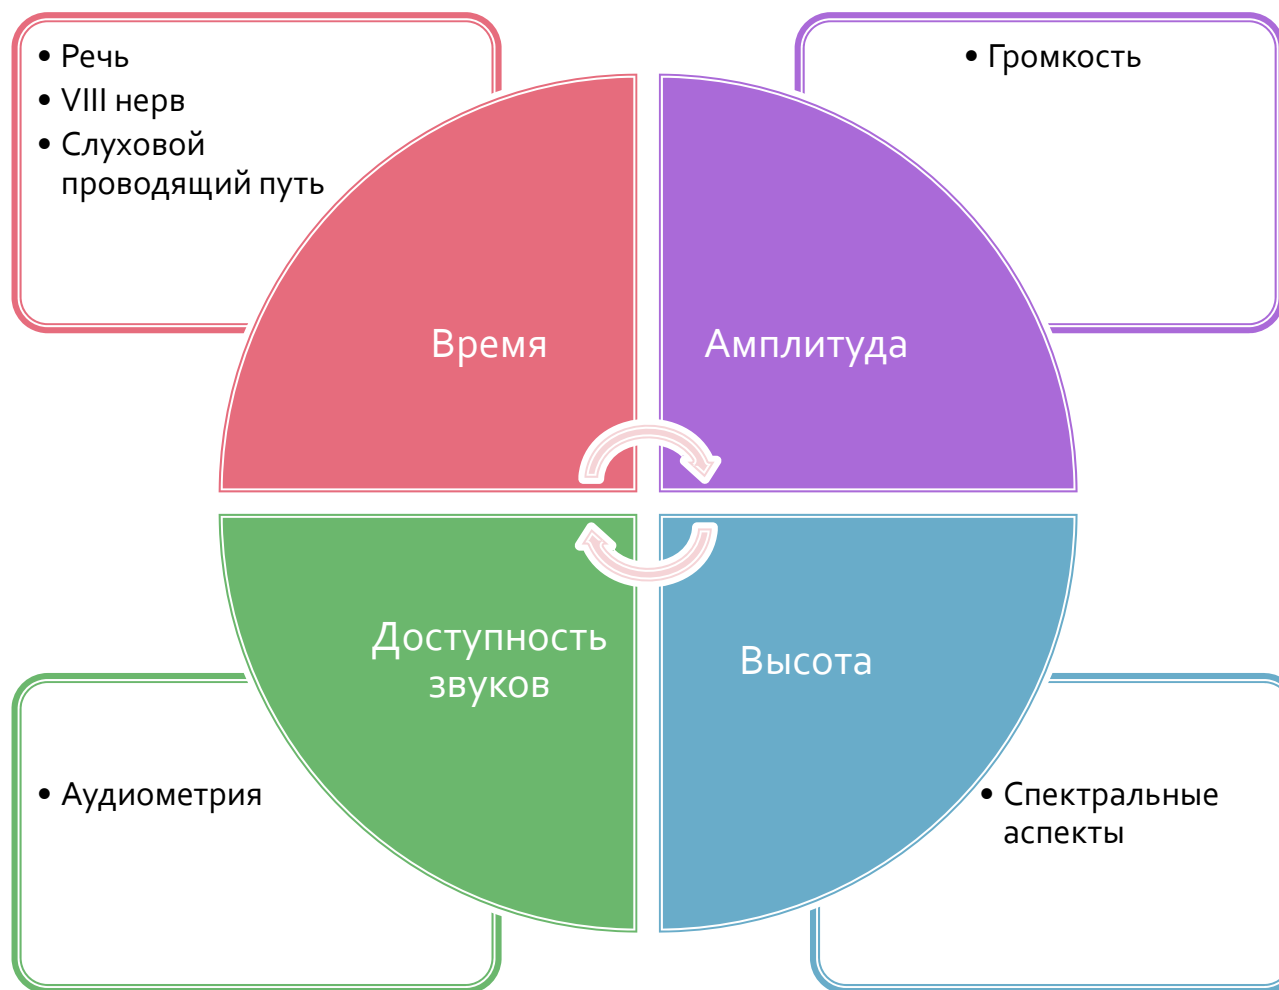 • Речь
• VIII нерв
• Слуховой
проводящий путь
• Громкость
Время
Амплитуда
Доступность
звуков
Высота
• Аудиометрия
• Спектральные
аспекты